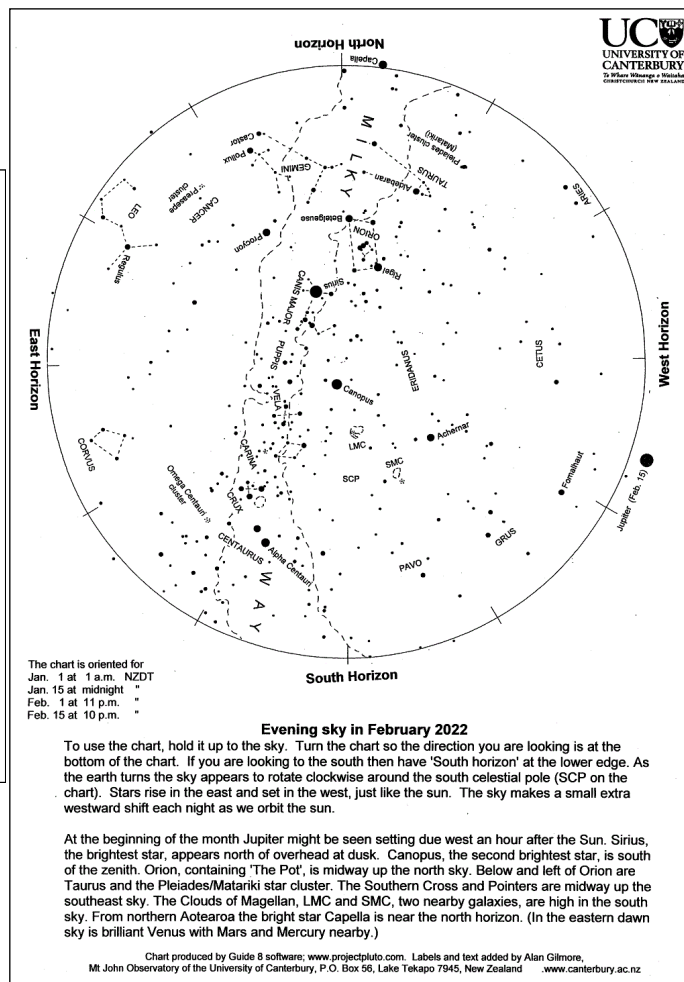 UC
UNIVERSITY OF
CANTERBURY
Te Whare Wānanga o Waitaha
CHRISTCHURCH NEW ZEALAND
North Horizon
Capella
MILKY
Castor
Pollux
GEMINI
Pleiades cluster
(Matariki)
TAURUS
Aldebaran
ARIES
Praesepe
cluster
CANCER
LEO
Regulus
Procyon
Betelgeuse
ORION
Rigel
Sirius
CANIS MAJOR
East Horizon
West Horizon
PUPPIS
ERIDANUS
CETUS
Canopus
VELA
LMC
Achernar
CORVUS
CARINA
SMC
SCP
Fomalhaut
Jupiter (Feb. 15)
Omega Centauri
cluster
CRUX
CENTAURUS
Alpha Centauri
GRUS
PAVO
WAY
South Horizon
The chart is oriented for
Jan. 1 at 1 a.m. NZDT
Jan. 15 at midnight "
Feb. 1 at 11 p.m. "
Feb. 15 at 10 p.m. "
Evening sky in February 2022
To use the chart, hold it up to the sky. Turn the chart so the direction you are looking is at the
bottom of the chart. If you are looking to the south then have 'South horizon' at the lower edge. As
the earth turns the sky appears to rotate clockwise around the south celestial pole (SCP on the
chart). Stars rise in the east and set in the west, just like the sun. The sky makes a small extra
westward shift each night as we orbit the sun.
At the beginning of the month Jupiter might be seen setting due west an hour after the Sun. Sirius,
the brightest star, appears north of overhead at dusk. Canopus, the second brightest star, is south
of the zenith. Orion, containing 'The Pot', is midway up the north sky. Below and left of Orion are
Taurus and the Pleiades/Matariki star cluster. The Southern Cross and Pointers are midway up the
southeast sky. The Clouds of Magellan, LMC and SMC, two nearby galaxies, are high in the south
sky. From northern Aotearoa the bright star Capella is near the north horizon. (In the eastern dawn
sky is brilliant Venus with Mars and Mercury nearby.)
Chart produced by Guide 8 software; www.projectpluto.com. Labels and text added by Alan Gilmore,
Mt John Observatory of the University of Canterbury, P.O. Box 56, Lake Tekapo 7945, New Zealand .www.canterbury.ac.nz